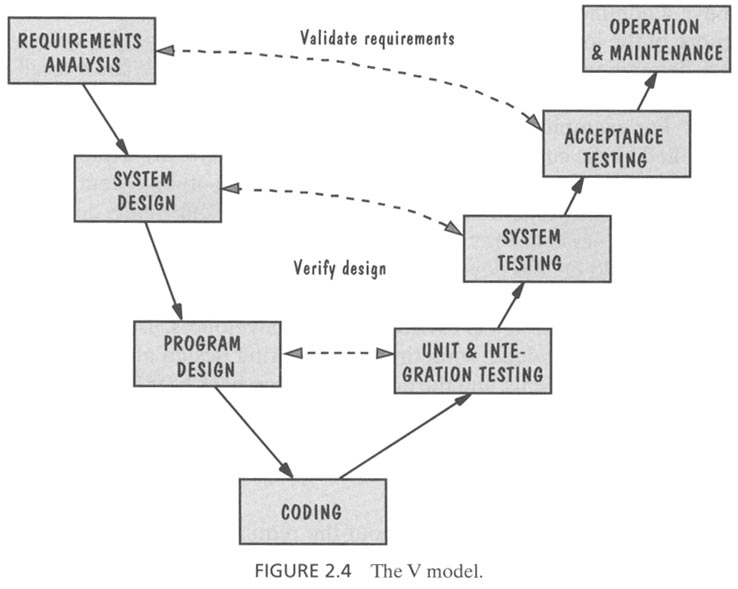 REQUIREMENTS
ANALYSIS
Validate requirements
OPERATION
& MAINTENANCE
ACCEPTANCE
TESTING
SYSTEM
DESIGN
SYSTEM
TESTING
Verify design
PROGRAM
DESIGN
UNIT & INTE-
GRATION TESTING
CODING
FIGURE 2.4 The V model.